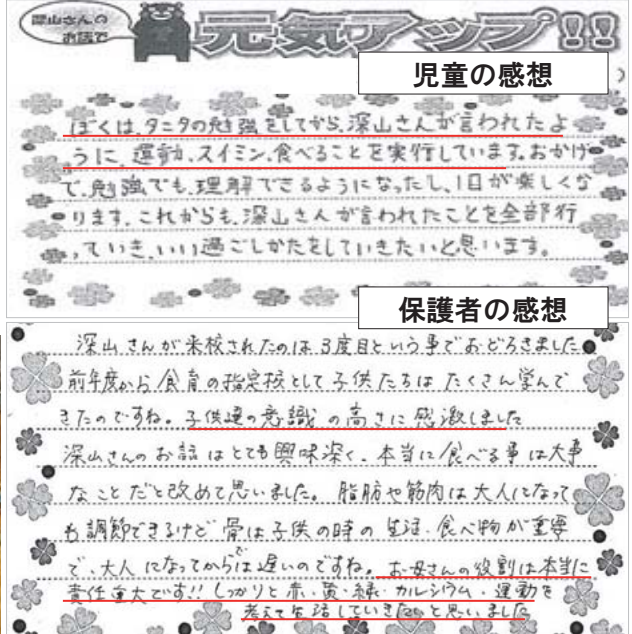 深山さんの
お話で
元気アップ!!
児童の感想
ぼくは、タニタの勉強をしてから、深山さんが言われたよ
うに、運動、スイミン、食べることを実行しています。おかげ
で、勉強でも、理解できるようになったし、1日が楽しくな
ります。これからも、深山さんが言われたことを全部行
っていき、いい過ごしかたをしていきたいと思います。
保護者の感想
深山さんが来校されたのは3度目という事でおどろきました
前年度から食育の指定校として子供たちはたくさん学んで
きたのですね。子供達の意識の高さに感激しました
深山さんのお話はとても興味深く、本当に食べる事は大事
なことだと改めて思いました。脂肪や筋肉は大人になって
も調節できるけど骨は子供の時の生活・食べ物が重要
で、大人になってからでは遅いのですね。お母さんの役割は本当に
責任重大です!!しっかりと赤・黄・緑・カルシウム・運動を
考えて生活していきたいと思いました